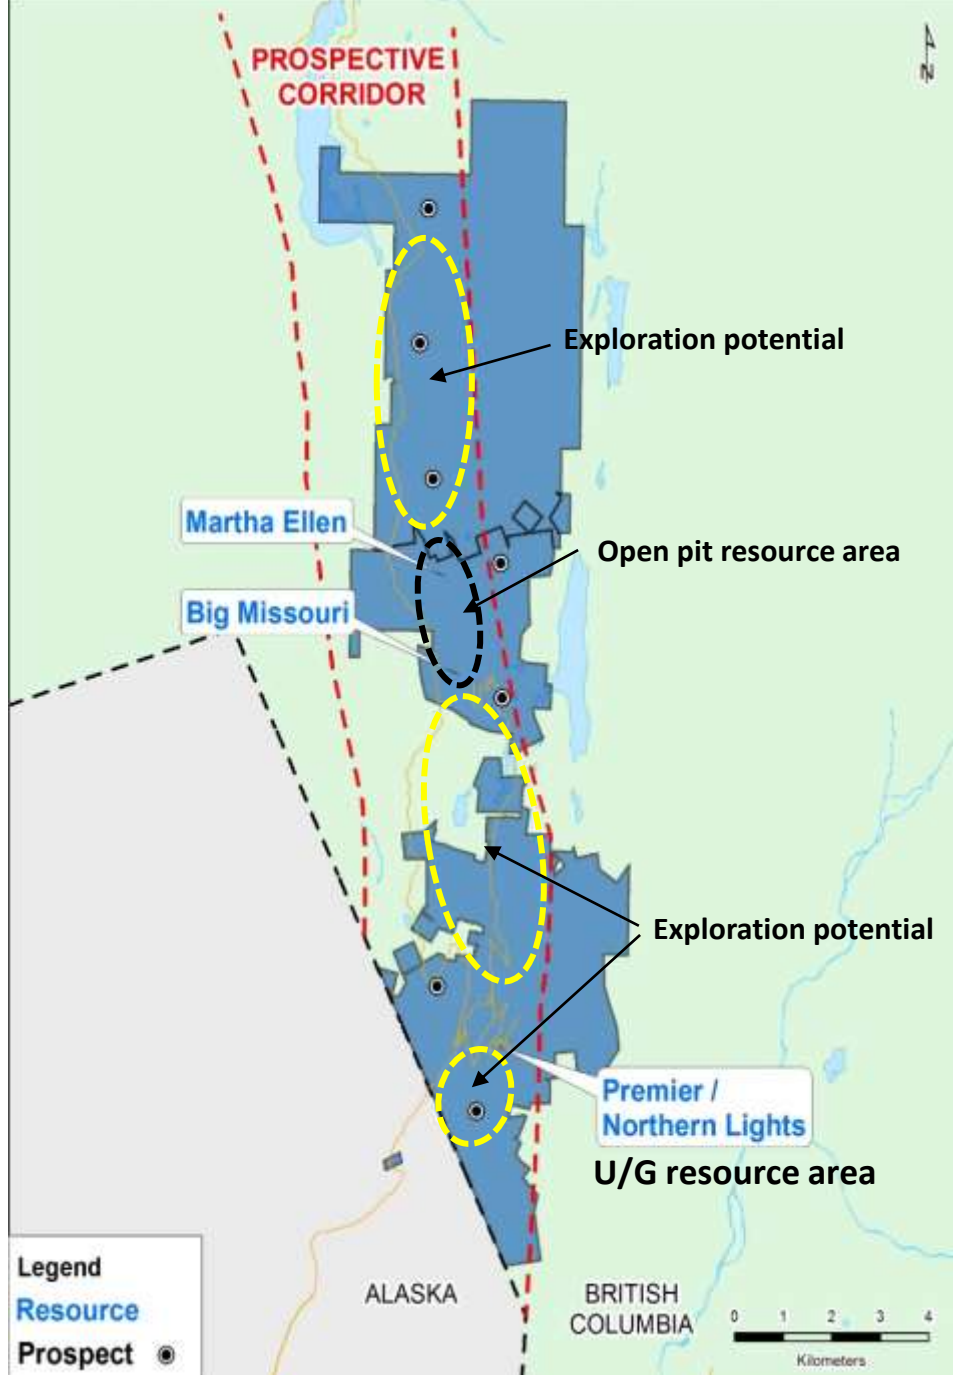 PROSPECTIVE
CORRIDOR
N
Exploration potential
Martha Ellen
Open pit resource area
Big Missouri
Exploration potential
Premier /
Northern Lights
U/G resource area
Legend
Resource
Prospect
ALASKA
BRITISH
COLUMBIA
0 1 2 3 4
Kilometers